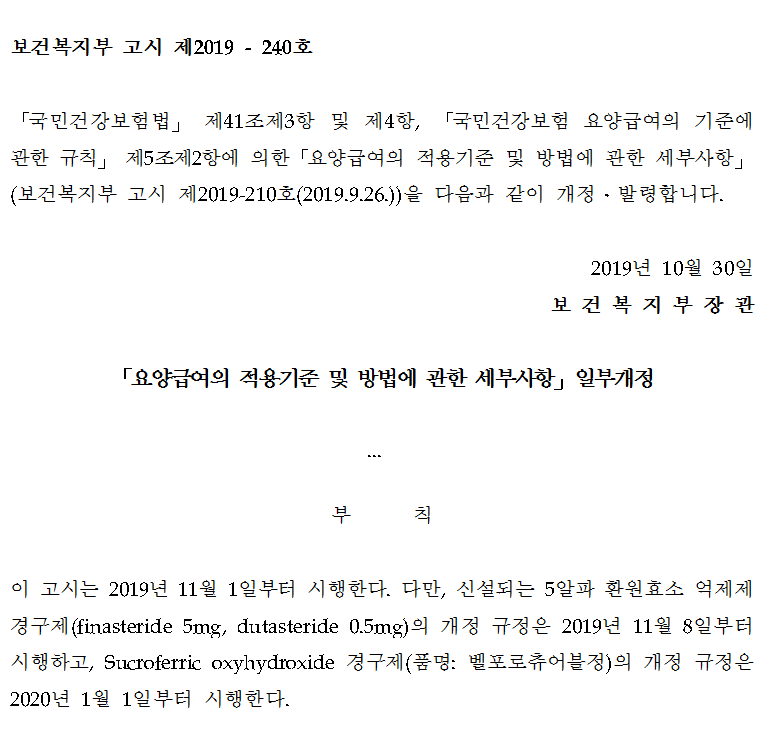 보건복지부 고시 제2019 - 240호
「국민건강보험법」 제41조제3항 및 제4항, 「국민건강보험 요양급여의 기준에
관한 규칙」 제5조제2항에 의한「요양급여의 적용기준 및 방법에 관한 세부사항」
(보건복지부 고시 제2019-210호(2019.9.26.))을 다음과 같이 개정·발령합니다.
2019년 10월 30일
보 건 복 지 부 장 관
「요양급여의 적용기준 및 방법에 관한 세부사항」일부개정
...
부 칙
이 고시는 2019년 11월 1일부터 시행한다. 다만, 신설되는 5알파 환원효소 억제제
경구제(finasteride 5mg, dutasteride 0.5mg)의 개정 규정은 2019년 11월 8일부터
시행하고, Sucroferric oxyhydroxide 경구제(품명: 벨포로츄어블정)의 개정 규정은
2020년 1월 1일부터 시행한다.